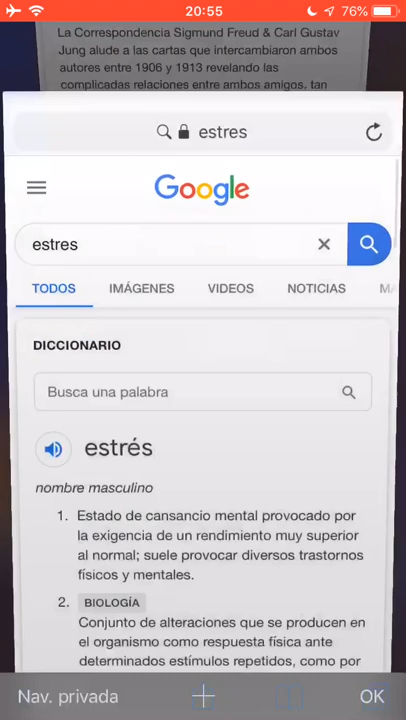 20:55
76%
La Correspondencia Sigmund Freud & Carl Gustav
Jung alude a las cartas que intercambiaron ambos
autores entre 1906 y 1913 revelando las
complicadas relaciones entre ambos amigos. tan
estres
Google
estres
TODOS IMÁGENES VIDEOS NOTICIAS MA
DICCIONARIO
Busca una palabra
estrés
nombre masculino
1. Estado de cansancio mental provocado por
la exigencia de un rendimiento muy superior
al normal; suele provocar diversos trastornos
físicos y mentales.
2. BIOLOGÍA
Conjunto de alteraciones que se producen en
el organismo como respuesta física ante
determinados estímulos repetidos, como por
Nav. privada OK